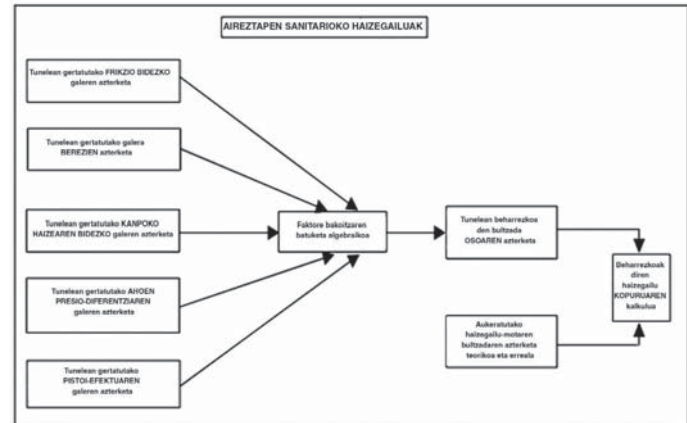 AIREZTAPEN SANITARIOKO HAIZEGAILUAK
Tunelean gertatutako FRIKZIO BIDEZKO
galeren azterketa
Tunelean gertatutako galera
BEREZIEN azterketa
Tunelean gertatutako KANPOKO
HAIZEAREN BIDEZKO galeren azterketa
Tunelean gertatutako AHOEN
PRESIO-DIFERENTZIAREN
galeren azterketa
Tunelean gertatutako
PISTOI-EFEKTUAREN
galeren azterketa
Faktore bakoitzaren
batuketa algebraikoa
Tunelean beharrezkoa
den bultzada
OSOAREN azterketa
Aukeratutako
haizegailu-motaren
bultzadaren azterketa
teorikoa eta erreala
Beharrezkoak
diren
haizegailu
KOPURUAREN
kalkulua